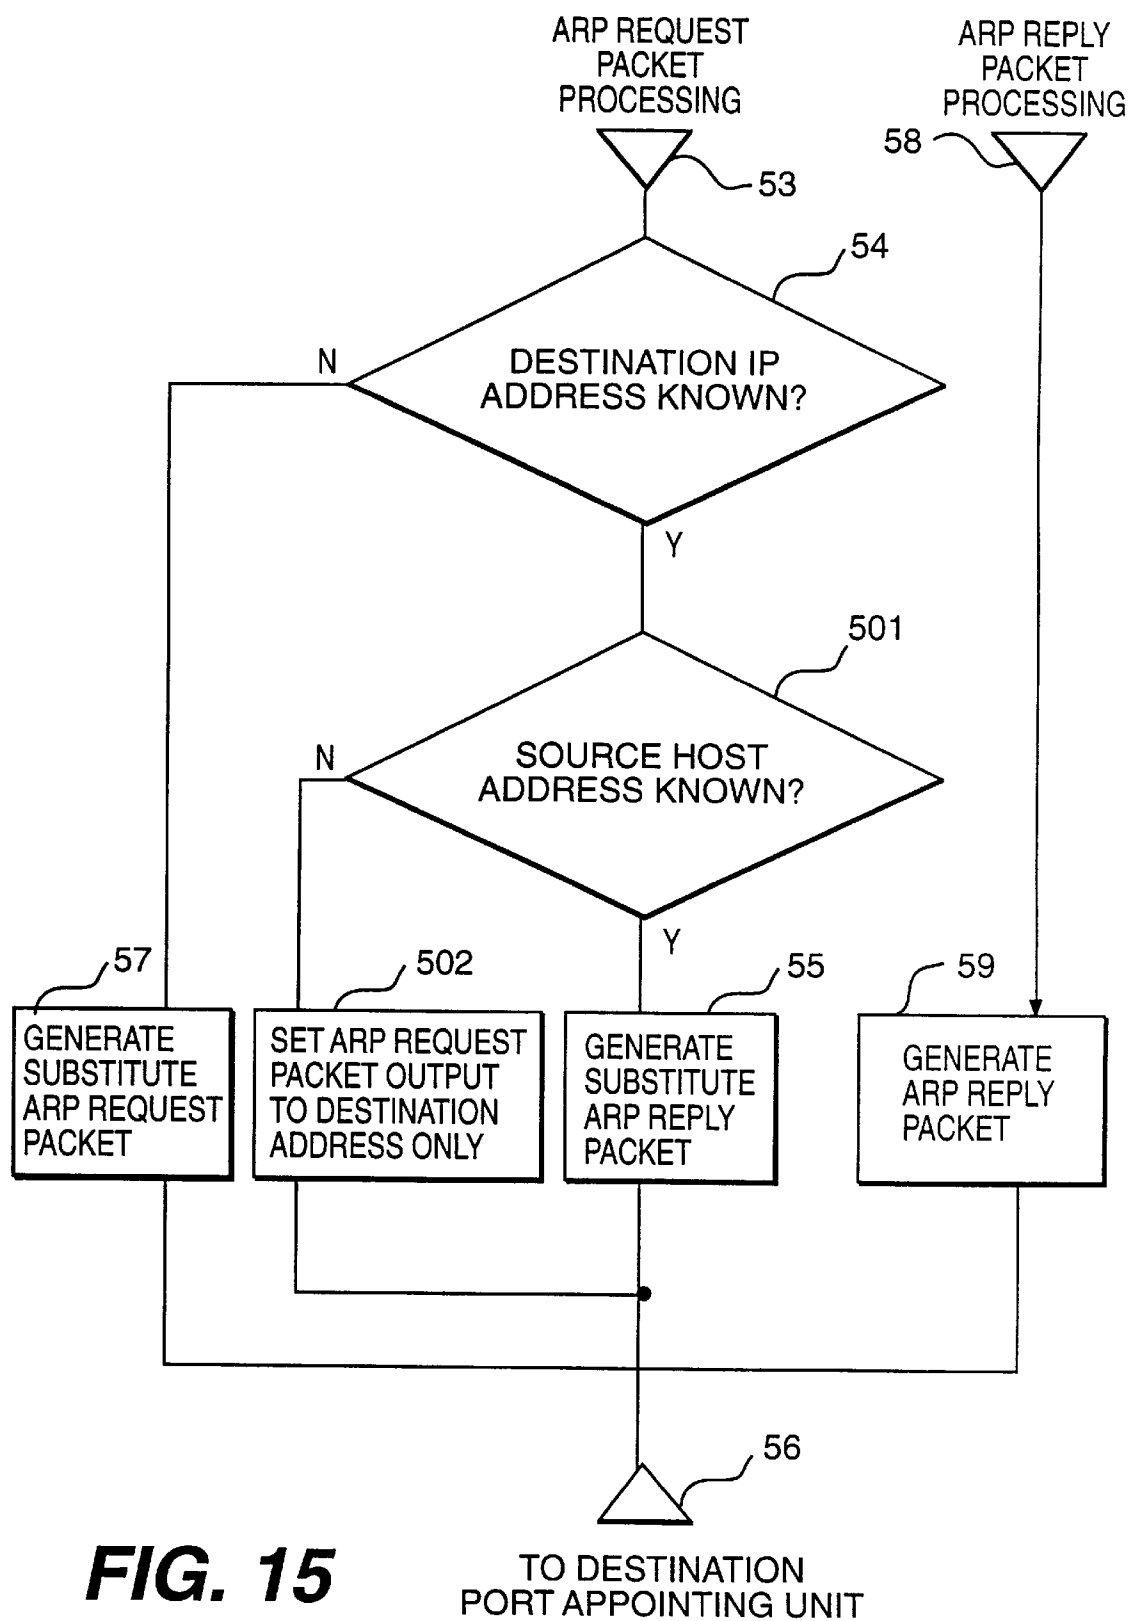 ARP REQUEST
PACKET
PROCESSING
ARP REPLY
PACKET
PROCESSING
58
53
54
N
DESTINATION IP
ADDRESS KNOWN?
Y
501
N
SOURCE HOST
ADDRESS KNOWN?
Y
57
502
55
59
GENERATE
SUBSTITUTE
ARP REQUEST
PACKET
SET ARP REQUEST
PACKET OUTPUT
TO DESTINATION
ADDRESS ONLY
GENERATE
SUBSTITUTE
ARP REPLY
PACKET
GENERATE
ARP REPLY
PACKET
56
FIG. 15
TO DESTINATION
PORT APPOINTING UNIT